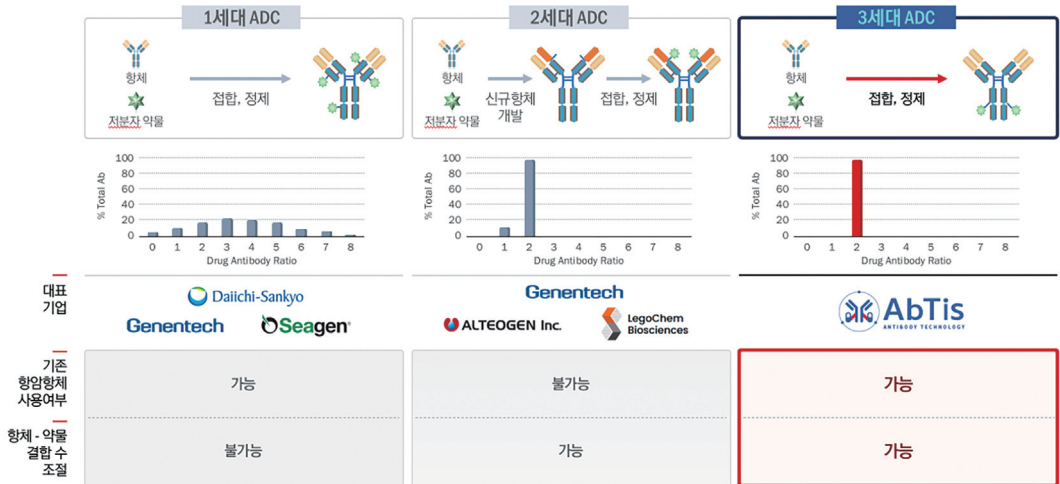 1세대 ADC
항체
저분자 약물
접합, 정제
2세대 ADC
항체
저분자 약물
신규항체
개발
접합, 정제
3세대 ADC
항체
저분자 약물
접합, 정제
% Total Ab
100
80
60
40
20
0
0 1 2 3 4 5 6 7 8
Drug Antibody Ratio
% Total Ab
100
80
60
40
20
0
0 1 2 3 4 5 6 7 8
Drug Antibody Ratio
% Total Ab
100
80
60
40
20
0
0 1 2 3 4 5 6 7 8
Drug Antibody Ratio
대표
기업
Daiichi-Sankyo
Genentech
Seagen®
Genentech
ALTEOGEN Inc.
LegoChem
Biosciences
AbTis
ANTIBODY TECHNOLOGY
기존
항암항체
사용여부
가능
불가능
가능
항체 - 약물
결합 수
조절
불가능
가능
가능